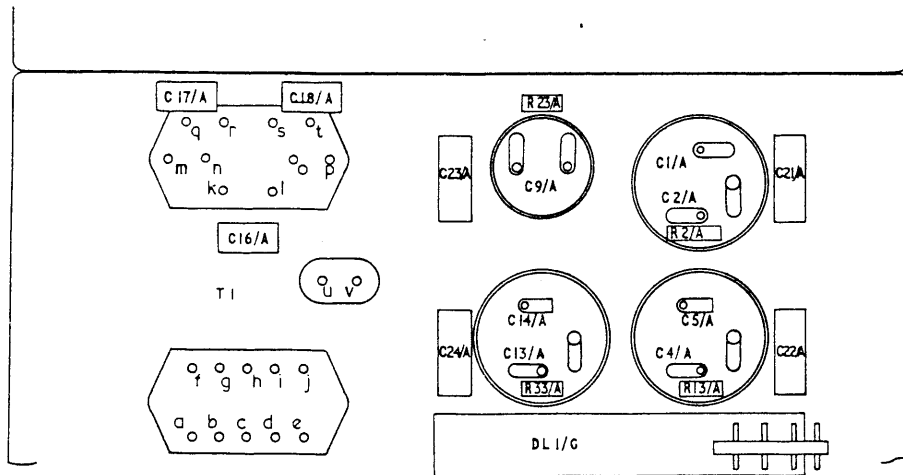 C17/A
C18/A
q r s t
m n p
k l
C16/A
u v
T1
f g h i j
a b c d e
R23/A
C23/A
C9/A
C1/A
C2/A
R2/A
C21/A
C24/A
C14/A
C13/A
R33/A
C5/A
C4/A
R13/A
C22/A
DL1/G